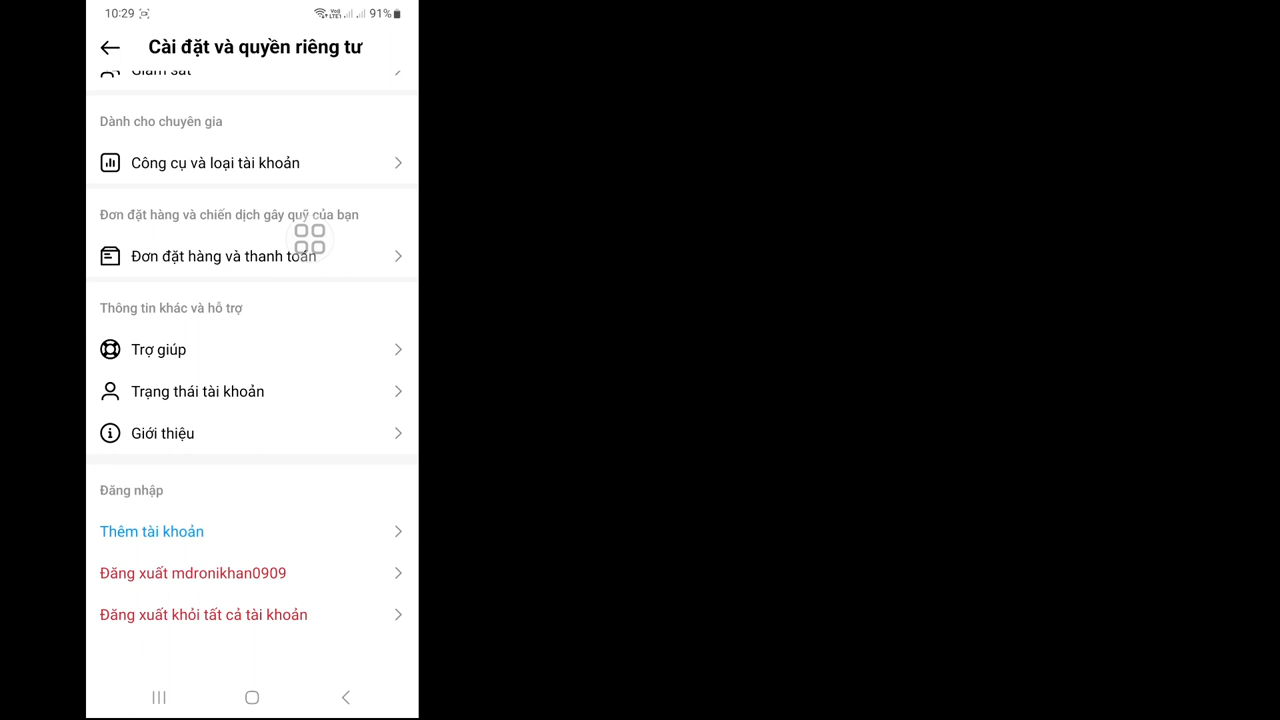 10:29 91%
Cài đặt và quyền riêng tư
Giám sát
Dành cho chuyên gia
Công cụ và loại tài khoản
Đơn đặt hàng và chiến dịch gây quỹ của bạn
Đơn đặt hàng và thanh toán
Thông tin khác và hỗ trợ
Trợ giúp
Trạng thái tài khoản
Giới thiệu
Đăng nhập
Thêm tài khoản
Đăng xuất mdronikhan0909
Đăng xuất khỏi tất cả tài khoản